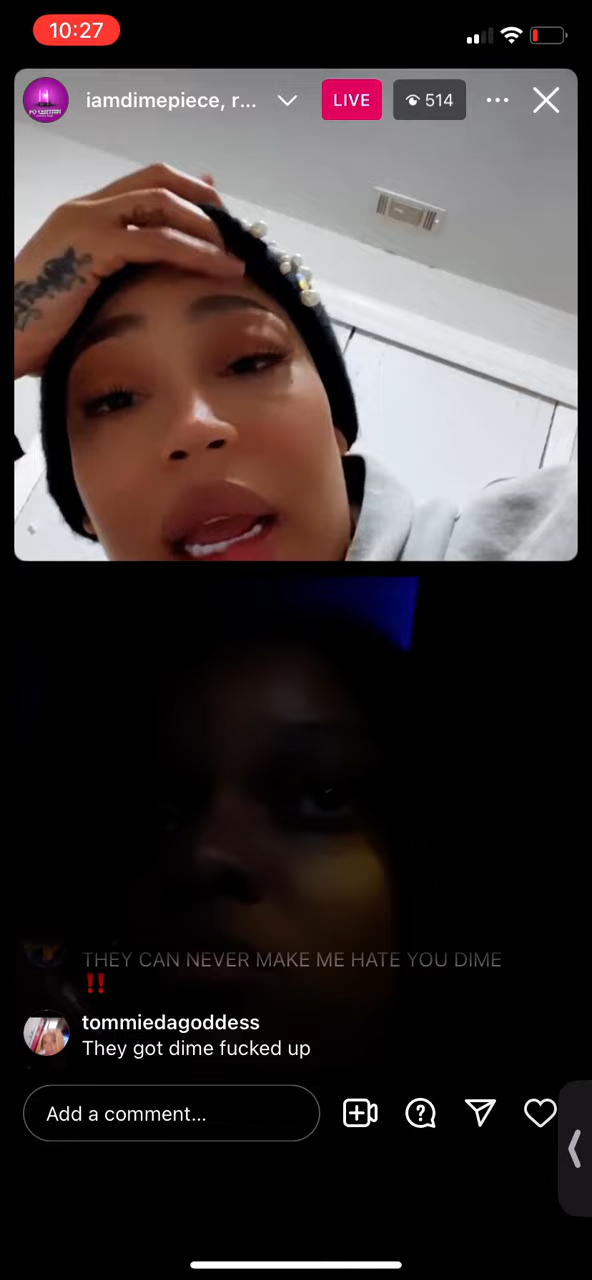 10:27
iamdimepiece, r...
LIVE
514
THEY CAN NEVER MAKE ME HATE YOU DIME
‼️
tommiedagoddess
They got dime fucked up
Add a comment...